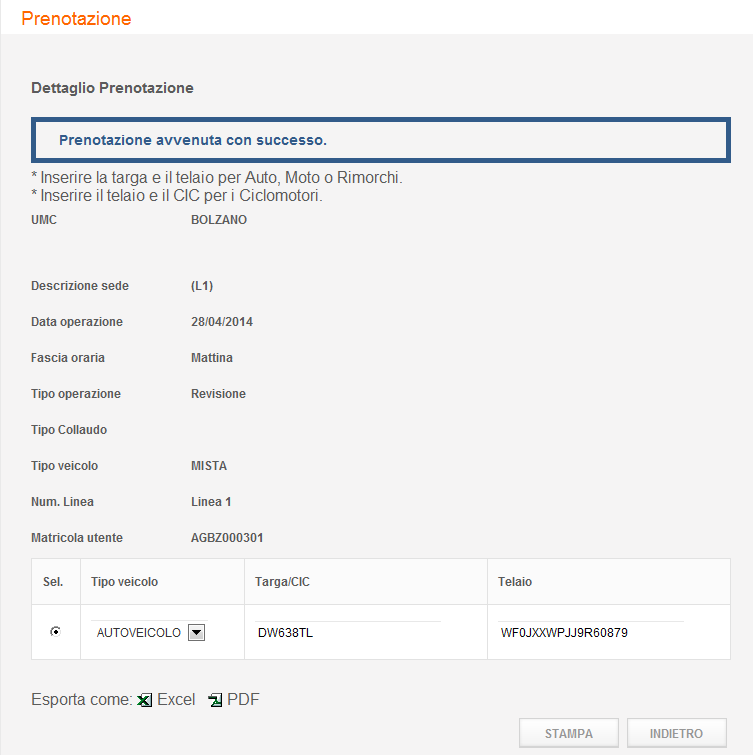 Prenotazione
Dettaglio Prenotazione
Prenotazione avvenuta con successo.
* Inserire la targa e il telaio per Auto, Moto o Rimorchi.
* Inserire il telaio e il CIC per i Ciclomotori.
UMC BOLZANO
Descrizione sede (L1)
Data operazione 28/04/2014
Fascia oraria Mattina
Tipo operazione Revisione
Tipo Collaudo
Tipo veicolo MISTA
Num. Linea Linea 1
Matricola utente AGBZ000301
Sel. Tipo veicolo Targa/CIC Telaio
AUTOVEICOLO DW638TL WF0JXXWPJJ9R60879
Esporta come: Excel PDF
STAMPA INDIETRO